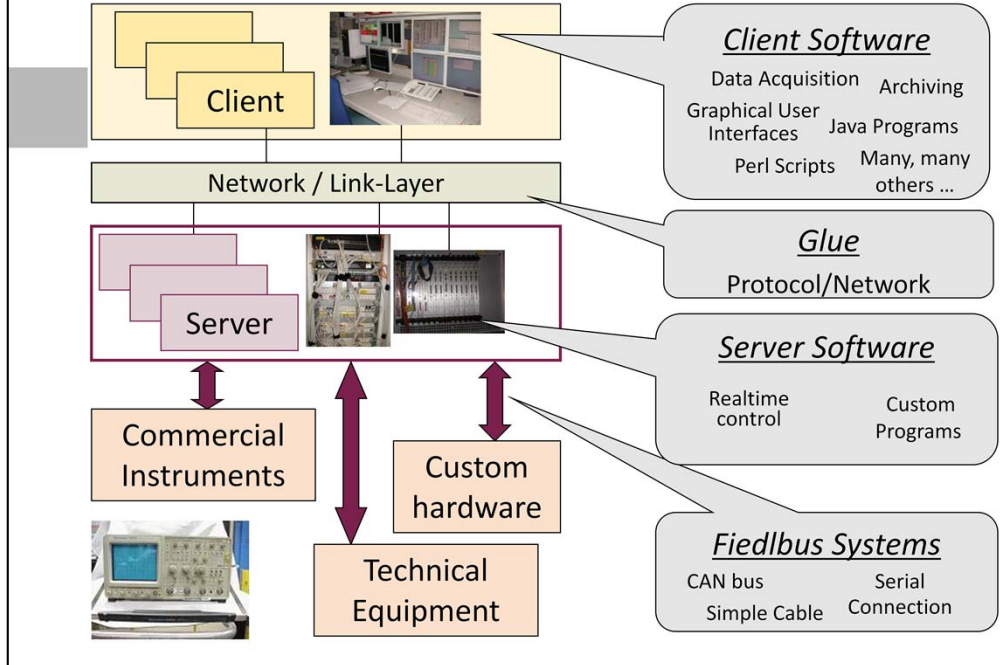 Client
Network / Link-Layer
Server
Commercial
Instruments
Custom
hardware
Technical
Equipment
Client Software
Data Acquisition
Archiving
Graphical User
Interfaces
Java Programs
Perl Scripts
Many, many
others ...
Glue
Protocol/Network
Server Software
Realtime
control
Custom
Programs
Fiedlbus Systems
CAN bus
Serial
Connection
Simple Cable